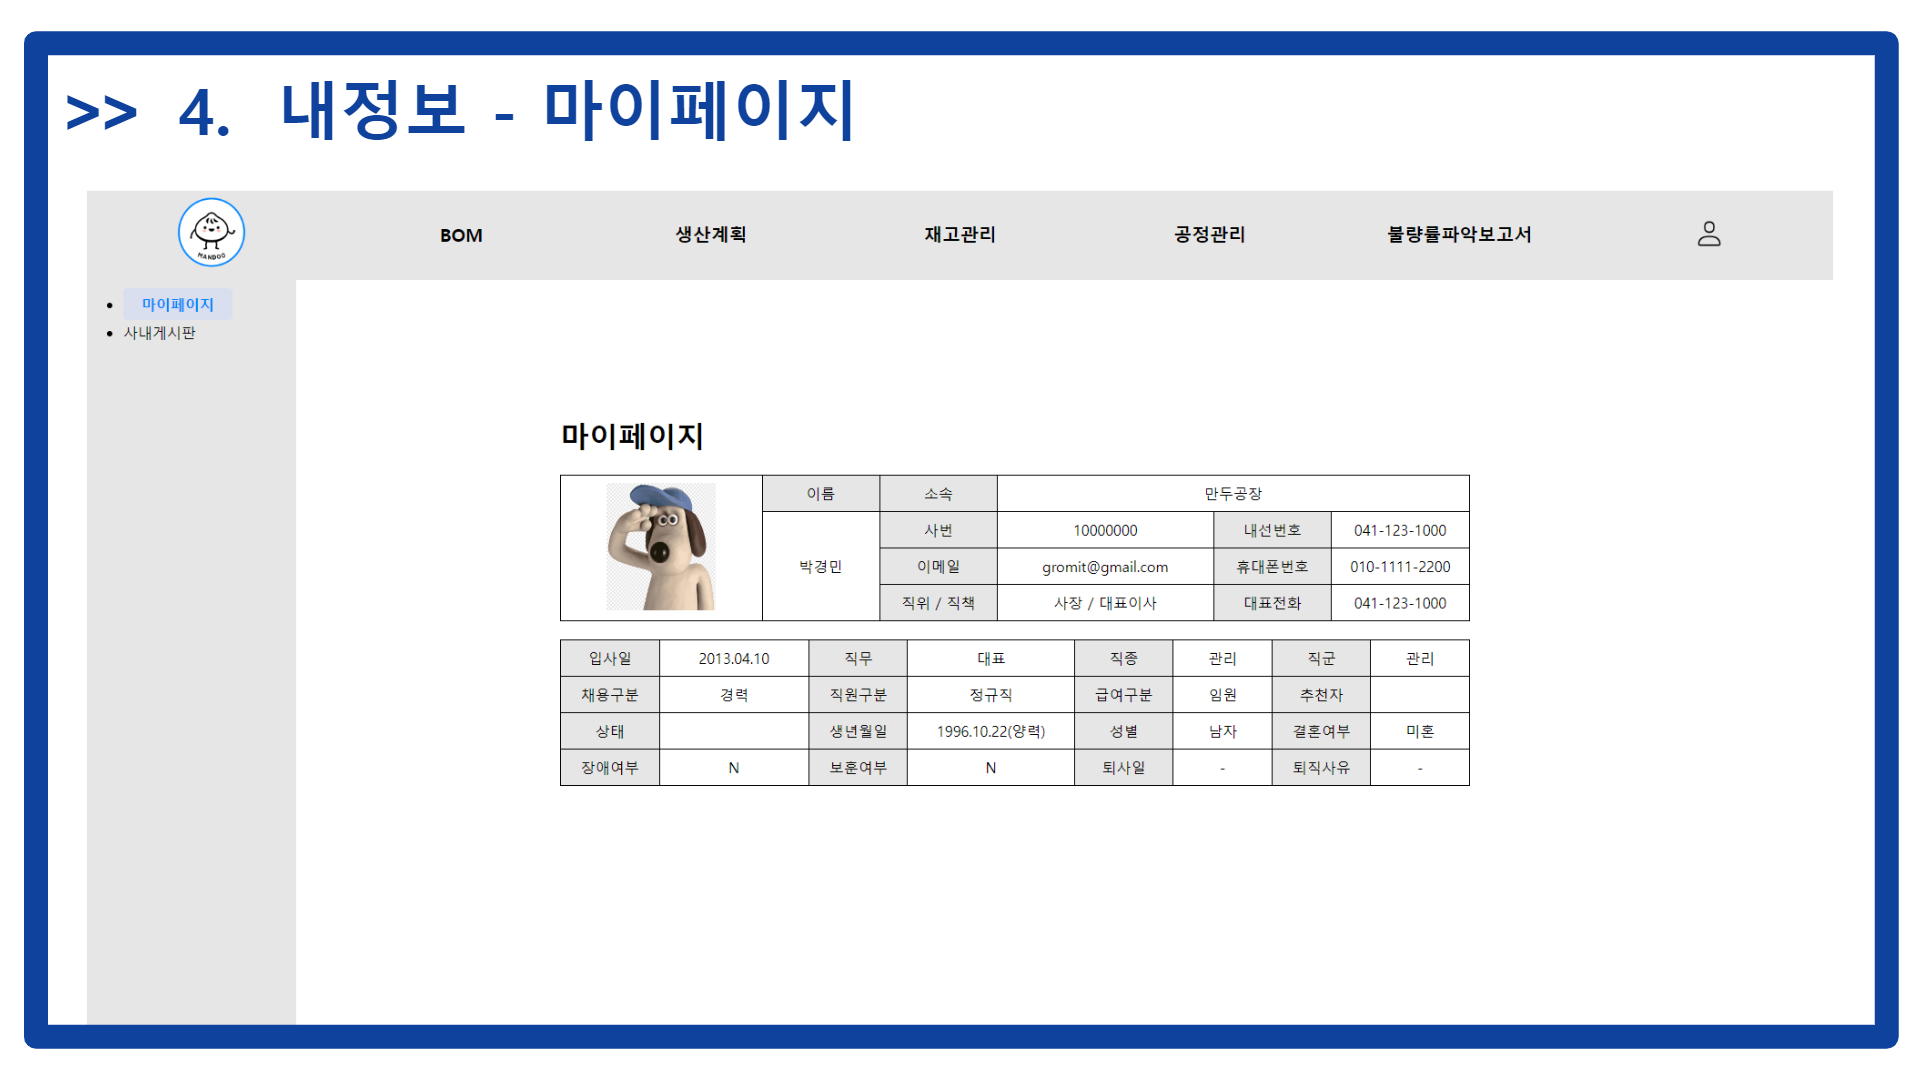 >> 4. 내정보 - 마이페이지
MANDOO
BOM 생산계획 재고관리 공정관리 불량률파악보고서
마이페이지
사내게시판
마이페이지
이름 소속 만두공장
박경민 사번 10000000 내선번호 041-123-1000
이메일 gromit@gmail.com 휴대폰번호 010-1111-2200
직위 / 직책 사장 / 대표이사 대표전화 041-123-1000
입사일 2013.04.10 직무 대표 직종 관리 직군 관리
채용구분 경력 직원구분 정규직 급여구분 임원 추천자
상태 생년월일 1996.10.22(양력) 성별 남자 결혼여부 미혼
장애여부 N 보훈여부 N 퇴사일 - 퇴직사유 -